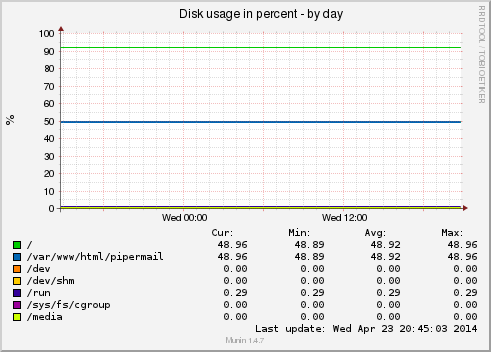 Disk usage in percent - by day
RRDTOOL / TOBI OETIKER
%
100
90
80
70
60
50
40
30
20
10
0
Wed 00:00 Wed 12:00
Cur: Min: Avg: Max:
/ 48.96 48.89 48.92 48.96
/var/www/html/pipermail 48.96 48.89 48.92 48.96
/dev 0.00 0.00 0.00 0.00
/dev/shm 0.00 0.00 0.00 0.00
/run 0.29 0.29 0.29 0.29
/sys/fs/cgroup 0.00 0.00 0.00 0.00
/media 0.00 0.00 0.00 0.00
Last update: Wed Apr 23 20:45:03 2014
Munin 1.4.7